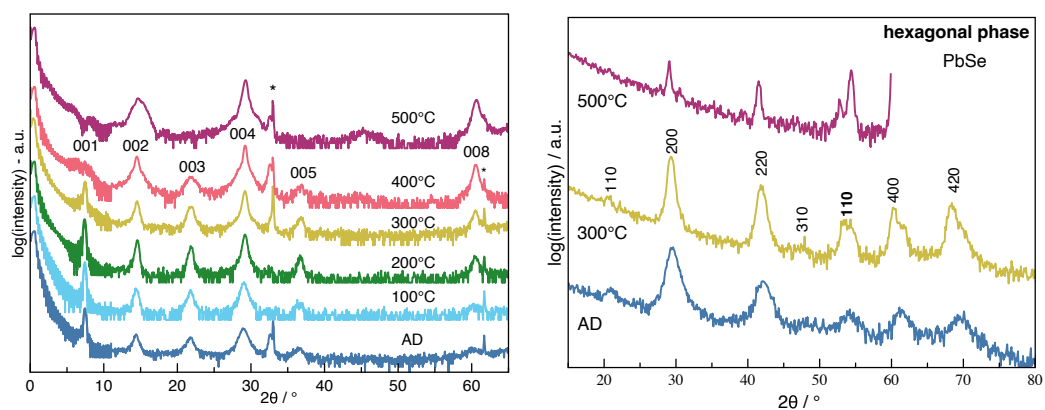 log(intensity) - a.u.
001
002
003
004
*
005
008
*
500°C
400°C
300°C
200°C
100°C
AD
0
10
20
30
40
50
60
2θ / °
hexagonal phase
PbSe
log(intensity) / a.u.
500°C
300°C
AD
110
200
220
310
110
400
420
20
30
40
50
60
70
80
2θ / °